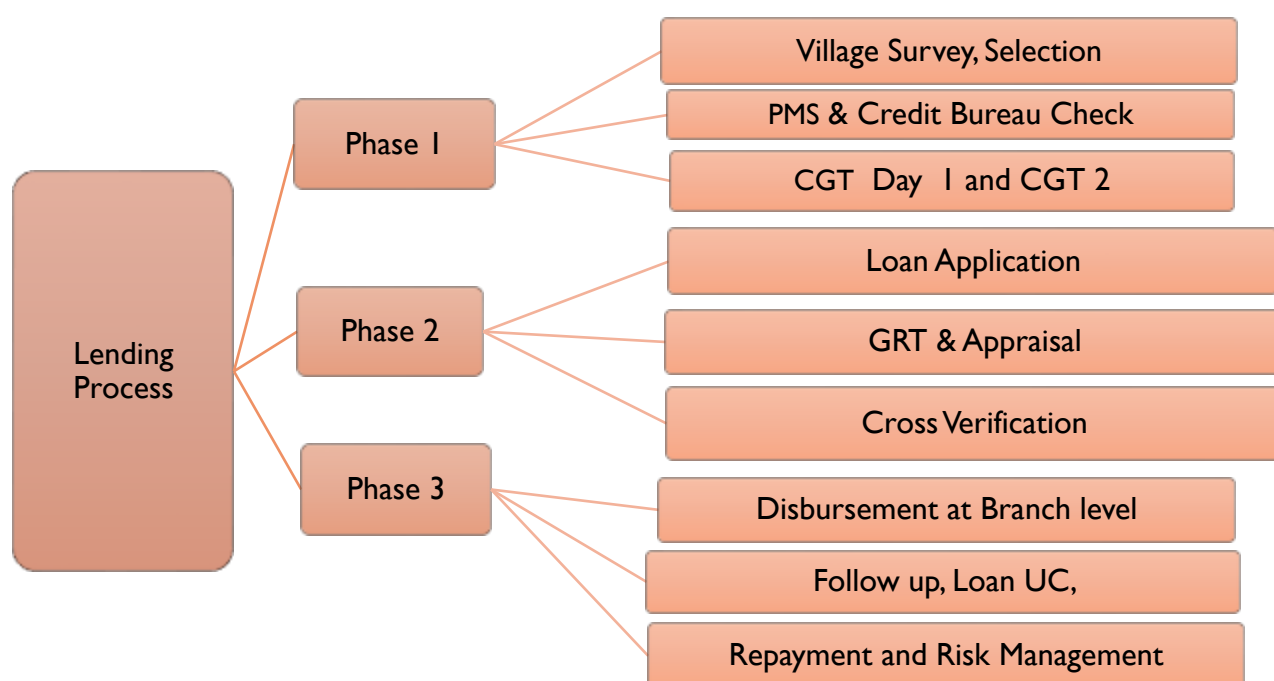 Lending
Process
Phase 1
Village Survey, Selection
PMS & Credit Bureau Check
CGT Day 1 and CGT 2
Phase 2
Loan Application
GRT & Appraisal
Cross Verification
Phase 3
Disbursement at Branch level
Follow up, Loan UC,
Repayment and Risk Management